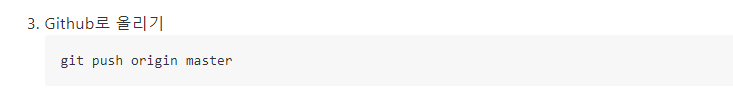 3. Github로 올리기
git push origin master